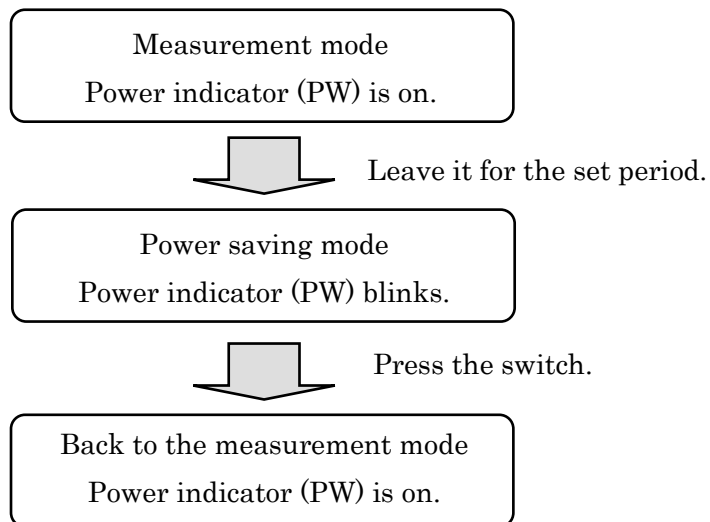 Measurement mode
Power indicator (PW) is on.
Leave it for the set period.
Power saving mode
Power indicator (PW) blinks.
Press the switch.
Back to the measurement mode
Power indicator (PW) is on.